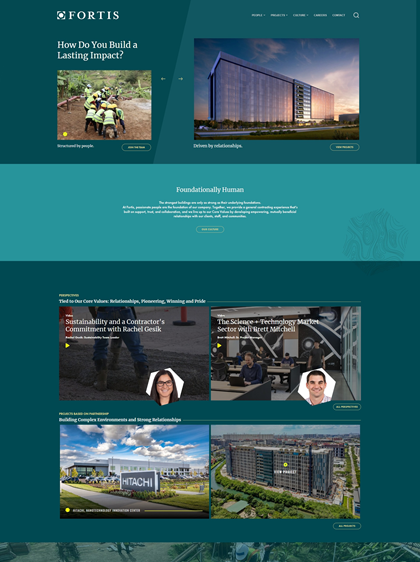 FORTIS
PEOPLE PROJECTS CULTURE CAREERS CONTACT
How Do You Build a
Lasting Impact?
Structured by people.
JOIN THE TEAM
Driven by relationships.
VIEW PROJECTS
Foundationally Human
The strongest buildings are only as strong as their underlying foundations.
At Fortis, passionate people are the foundation of our company. Together, we provide a general contracting experience that's
built on support, trust, and collaboration, and we live up to our Core Values by developing empowering, mutually beneficial
relationships with our clients, staff, and communities.
OUR CULTURE
PERSPECTIVES
Tied to Our Core Values: Relationships, Pioneering, Winning and Pride
Video
Sustainability and a Contractor's
Commitment with Rachel Gesik
Rachel Gesik: Sustainability Team Leader
Video
The Science + Technology Market
Sector with Brett Mitchell
Brett Mitchell: Sr. Project Manager
ALL PERSPECTIVES
PROJECTS BASED ON PARTNERSHIP
Building Complex Environments and Strong Relationships
HITACHI
HITACHI, NANOTECHNOLOGY INNOVATION CENTER
VIEW PROJECT
ALL PROJECTS